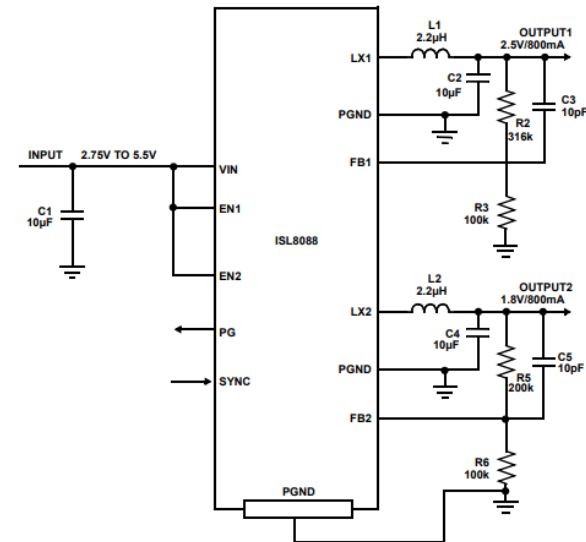 L1
2.2µH
OUTPUT1
2.5V/800mA
LX1
C2
10µF
C3
10pF
R2
316k
PGND
FB1
INPUT
2.75V TO 5.5V
VIN
C1
10µF
EN1
R3
100k
ISL8088
EN2
L2
2.2µH
OUTPUT2
1.8V/800mA
LX2
PG
C4
10µF
C5
10pF
R5
200k
PGND
SYNC
FB2
R6
100k
PGND